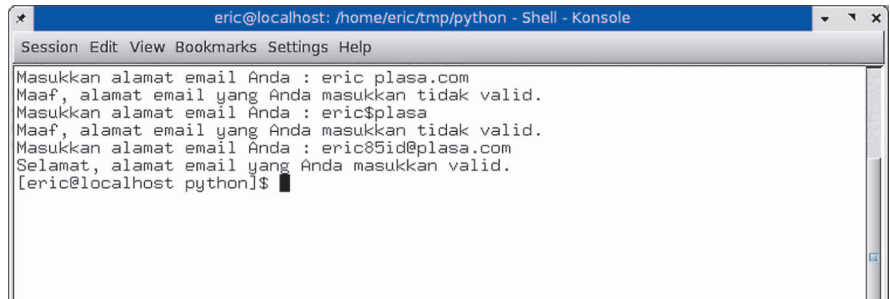 eric@localhost: /home/eric/tmp/python - Shell - Konsole
Session Edit View Bookmarks Settings Help
Masukkan alamat email Anda : eric plasa.com
Maaf, alamat email yang Anda masukkan tidak valid.
Masukkan alamat email Anda : eric$plasa
Maaf, alamat email yang Anda masukkan tidak valid.
Masukkan alamat email Anda : eric85id@plasa.com
Selamat, alamat email yang Anda masukkan valid.
[eric@localhost python]$